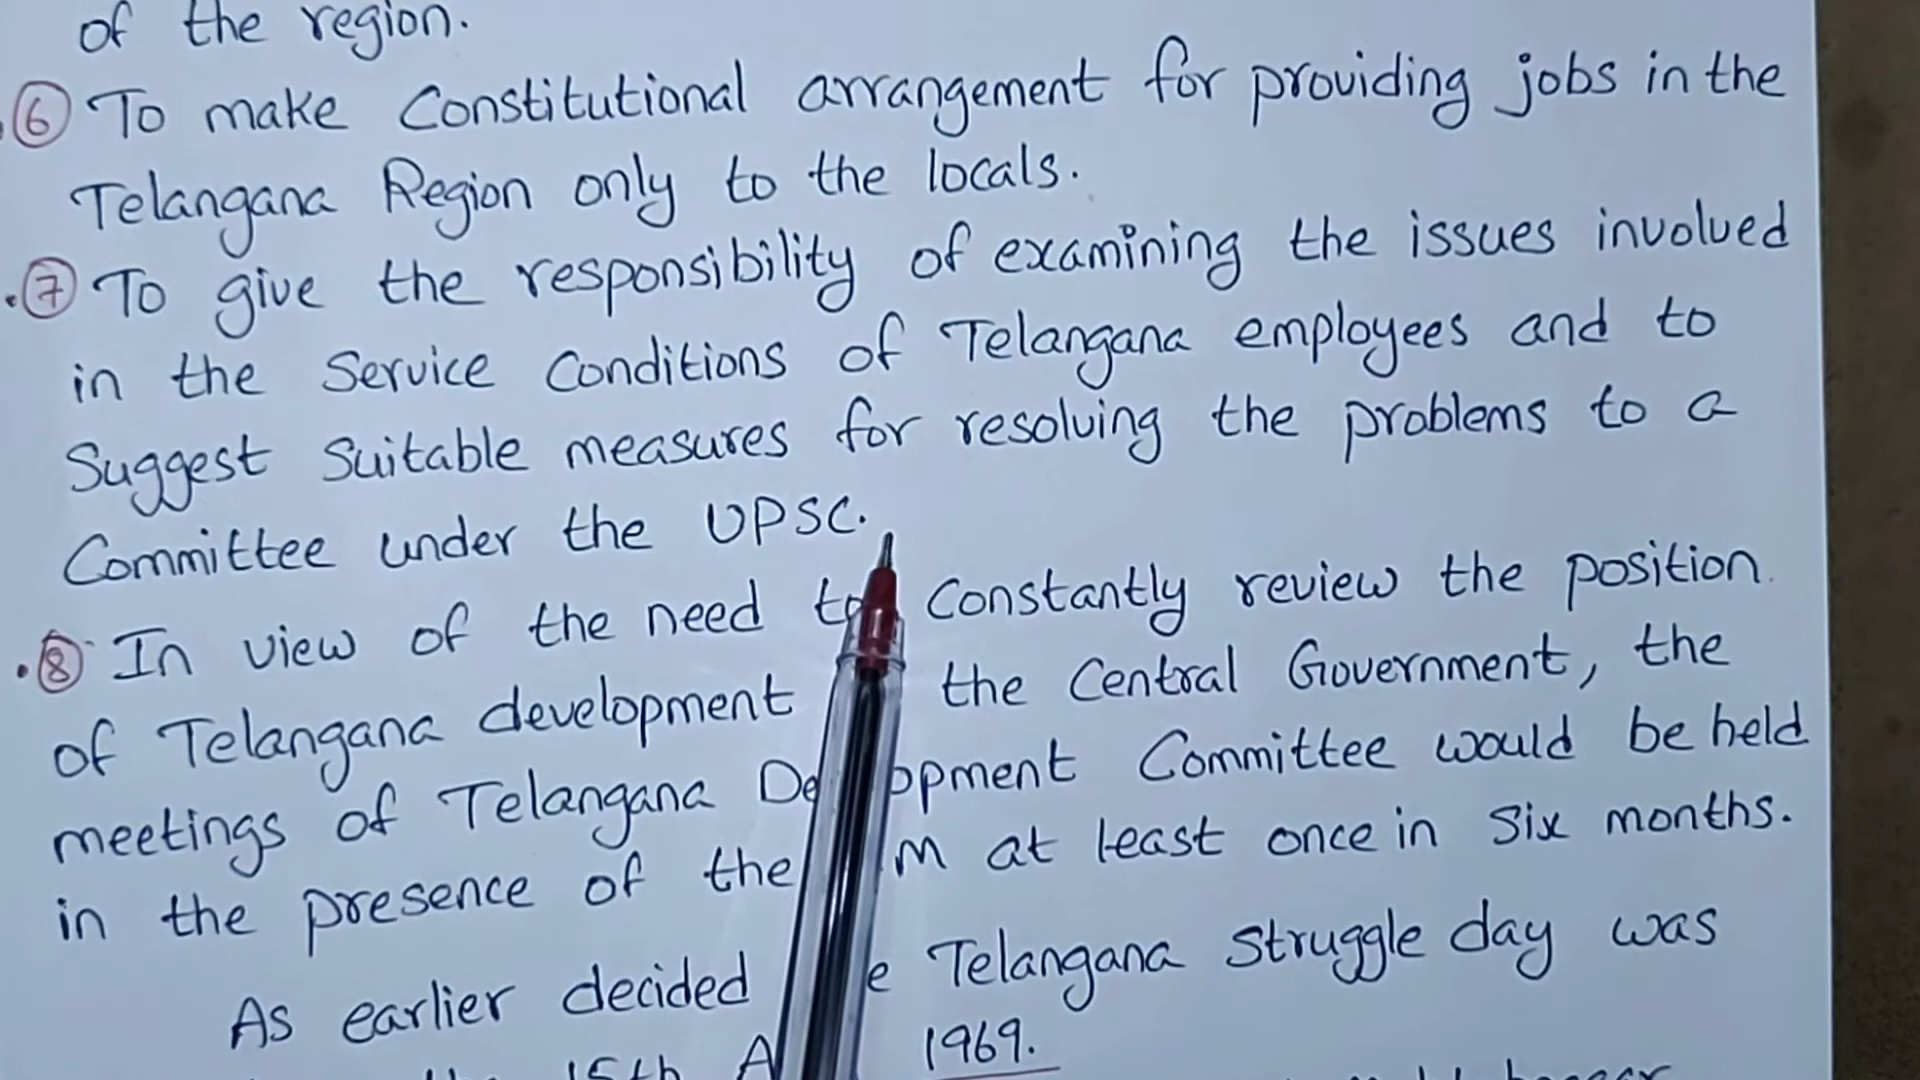 of the region.
⑥ To make Constitutional arrangement for providing jobs in the
Telangana Region only to the locals.
⑦ To give the responsibility of examining the issues involved
in the Service Conditions of Telangana employees and to
Suggest Suitable measures for resolving the problems to a
Committee under the UPSC.
⑧ In view of the need to Constantly review the position
of Telangana development the Central Government, the
meetings of Telangana Committee would be held
in the presence of the at least once in Six months.
As earlier decided Telangana Struggle day was
15th 1969.